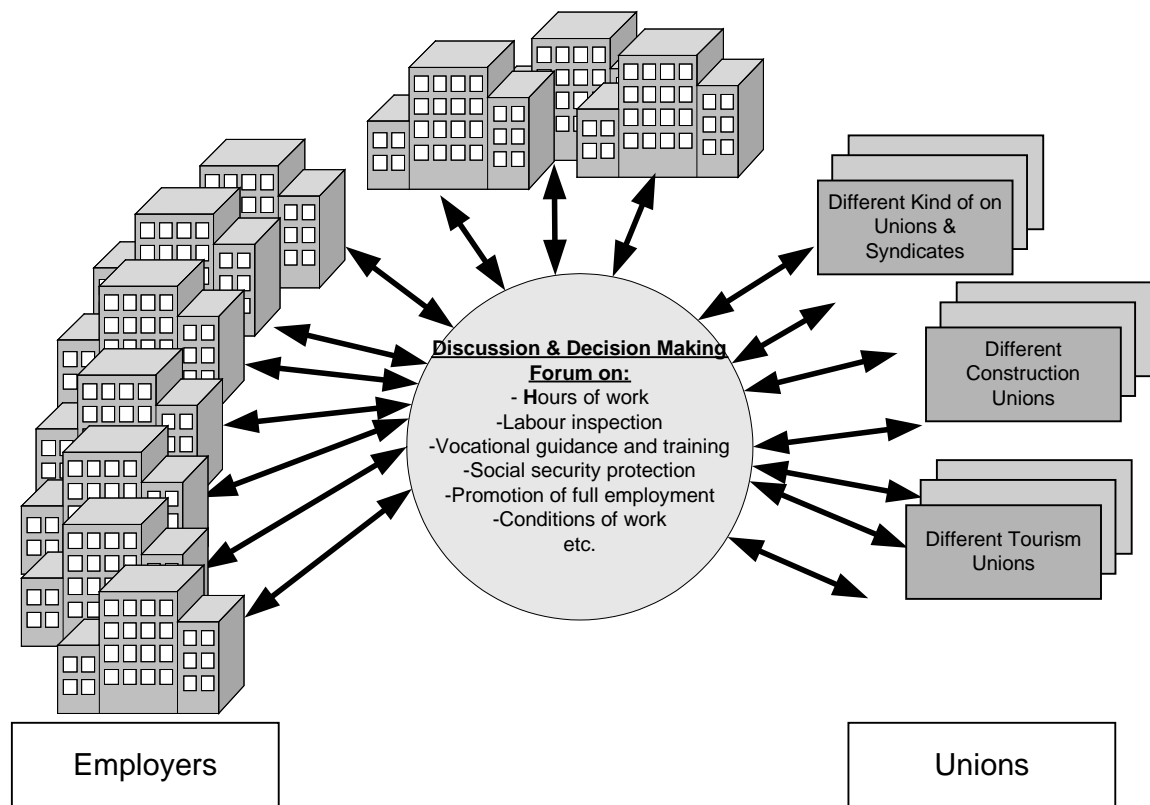 Different Kind of on
Unions &
Syndicates
Discussion & Decision Making
Forum on:
- Hours of work
-Labour inspection
-Vocational guidance and training
-Social security protection
-Promotion of full employment
-Conditions of work
etc.
Different
Construction
Unions
Different Tourism
Unions
Employers
Unions